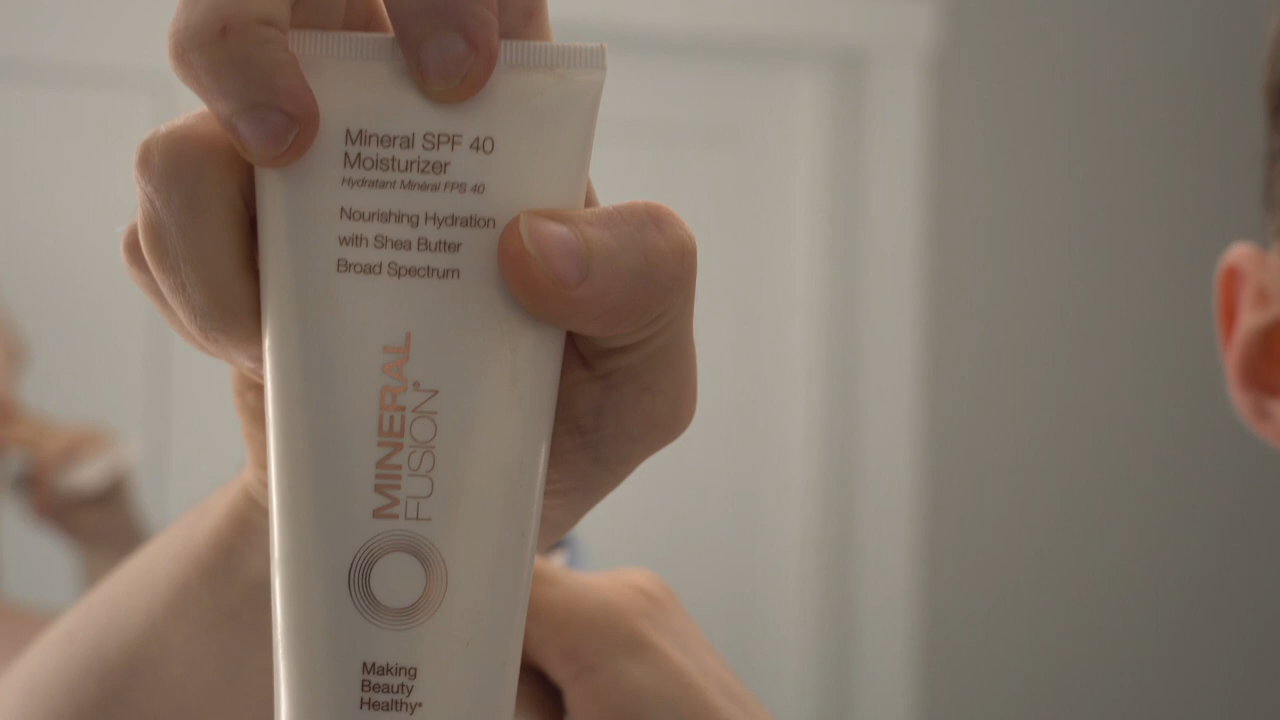 Mineral SPF 40
Moisturizer
Hydratant Minéral FPS 40
Nourishing Hydration
with Shea Butter
Broad Spectrum
MINERAL
FUSION®
Making
Beauty
Healthy®